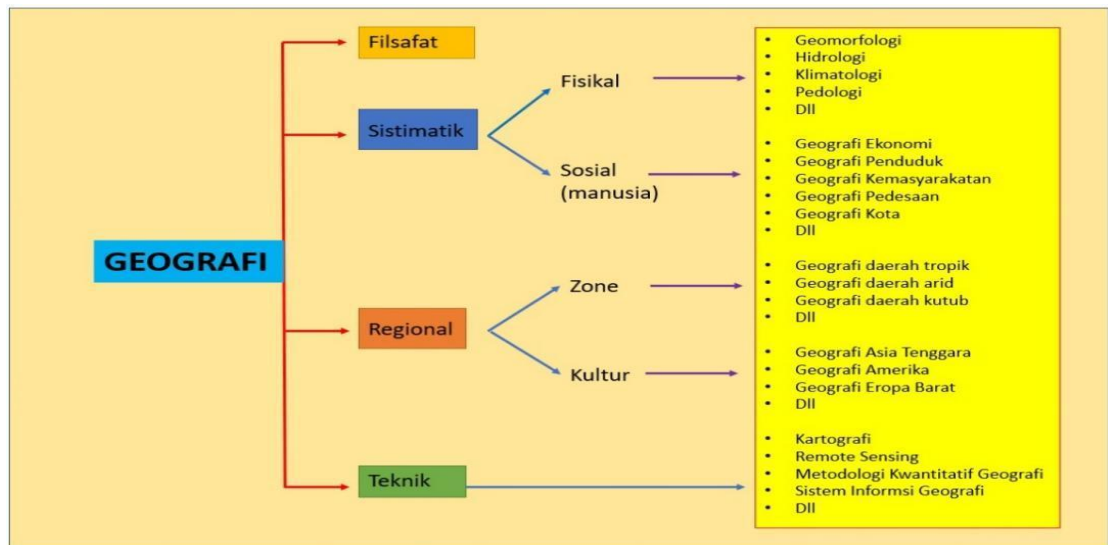 GEOGRAFI
Filsafat
Sistimatik
Fisikal
• Geomorfologi
• Hidrologi
• Klimatologi
• Pedologi
• Dll
Sosial
(manusia)
• Geografi Ekonomi
• Geografi Penduduk
• Geografi Kemasyarakatan
• Geografi Pedesaan
• Geografi Kota
• Dll
Regional
Zone
• Geografi daerah tropik
• Geografi daerah arid
• Geografi daerah kutub
• Dll
Kultur
• Geografi Asia Tenggara
• Geografi Amerika
• Geografi Eropa Barat
• Dll
Teknik
• Kartografi
• Remote Sensing
• Metodologi Kwantitatif Geografi
• Sistem Informsi Geografi
• Dll